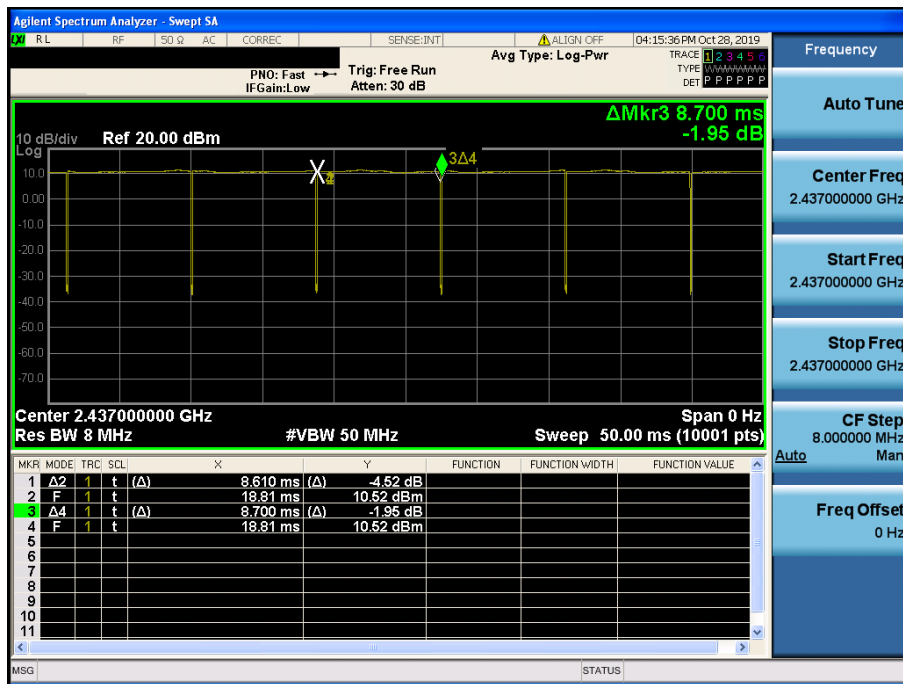 Agilent Spectrum Analyzer - Swept SA
LXI RL RF 50 Ω AC CORREC SENSE:INT ALIGN OFF 04:15:36 PM Oct 28, 2019
PNO: Fast Trig: Free Run Avg Type: Log-Pwr TRACE 1 2 3 4 5 6
IFGain:Low Atten: 30 dB TYPE WWWWWW
DET P P P P P P
ΔMkr3 8.700 ms
-1.95 dB
10 dB/div Ref 20.00 dBm
Log
3Δ4
10.0
0.00
-10.0
-20.0
-30.0
-40.0
-50.0
-60.0
-70.0
Center 2.437000000 GHz Span 0 Hz
Res BW 8 MHz #VBW 50 MHz Sweep 50.00 ms (10001 pts)
MKR MODE TRC SCL X Y FUNCTION FUNCTION WIDTH FUNCTION VALUE
1 Δ2 1 t (Δ) 8.610 ms (Δ) -4.52 dB
2 F 1 t 18.81 ms 10.52 dBm
3 Δ4 1 t (Δ) 8.700 ms (Δ) -1.95 dB
4 F 1 t 18.81 ms 10.52 dBm
5
6
7
8
9
10
11
MSG STATUS
Frequency
Auto Tune
Center Freq
2.437000000 GHz
Start Freq
2.437000000 GHz
Stop Freq
2.437000000 GHz
CF Step
8.000000 MHz
Auto Man
Freq Offset
0 Hz